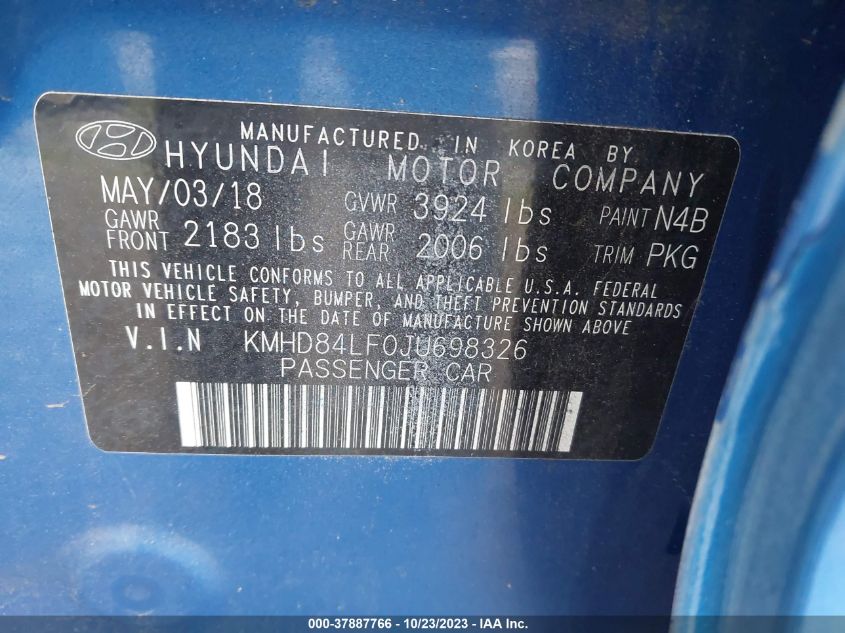 MANUFACTURED IN KOREA BY
HYUNDAI MOTOR COMPANY
MAY/03/18 GVWR 3924 lbs PAINT N4B
GAWR FRONT 2183 lbs GAWR REAR 2006 lbs TRIM PKG
THIS VEHICLE CONFORMS TO ALL APPLICABLE U.S.A. FEDERAL
MOTOR VEHICLE SAFETY, BUMPER, AND THEFT PREVENTION STANDARDS
IN EFFECT ON THE DATE OF MANUFACTURE SHOWN ABOVE
V.I.N KMHD84LF0JU698326
PASSENGER CAR
000-37887766 - 10/23/2023 - IAA Inc.